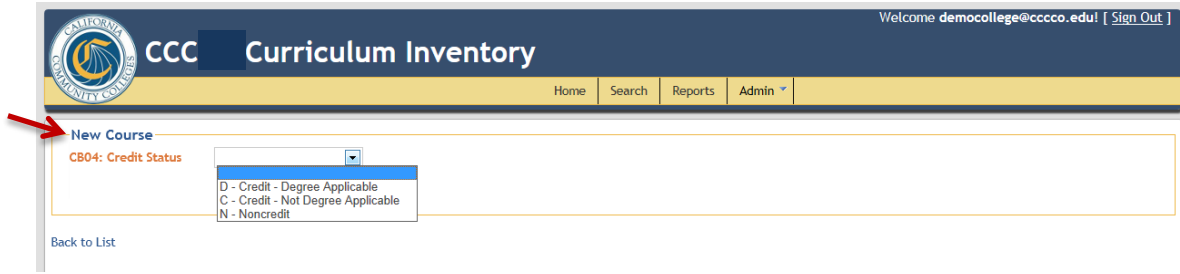 Welcome democollege@cccco.edu! [ Sign Out ]
CALIFORNIA
COMMUNITY COLLEGES
CCC Curriculum Inventory
Home Search Reports Admin
New Course
CB04: Credit Status
D - Credit - Degree Applicable
C - Credit - Not Degree Applicable
N - Noncredit
Back to List